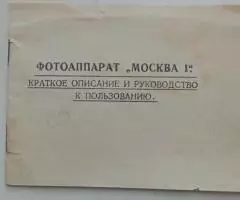 ФОТОАППАРАТ „МОСКВА 1“.
КРАТКОЕ ОПИСАНИЕ И РУКОВОДСТВО
К ПОЛЬЗОВАНИЮ.